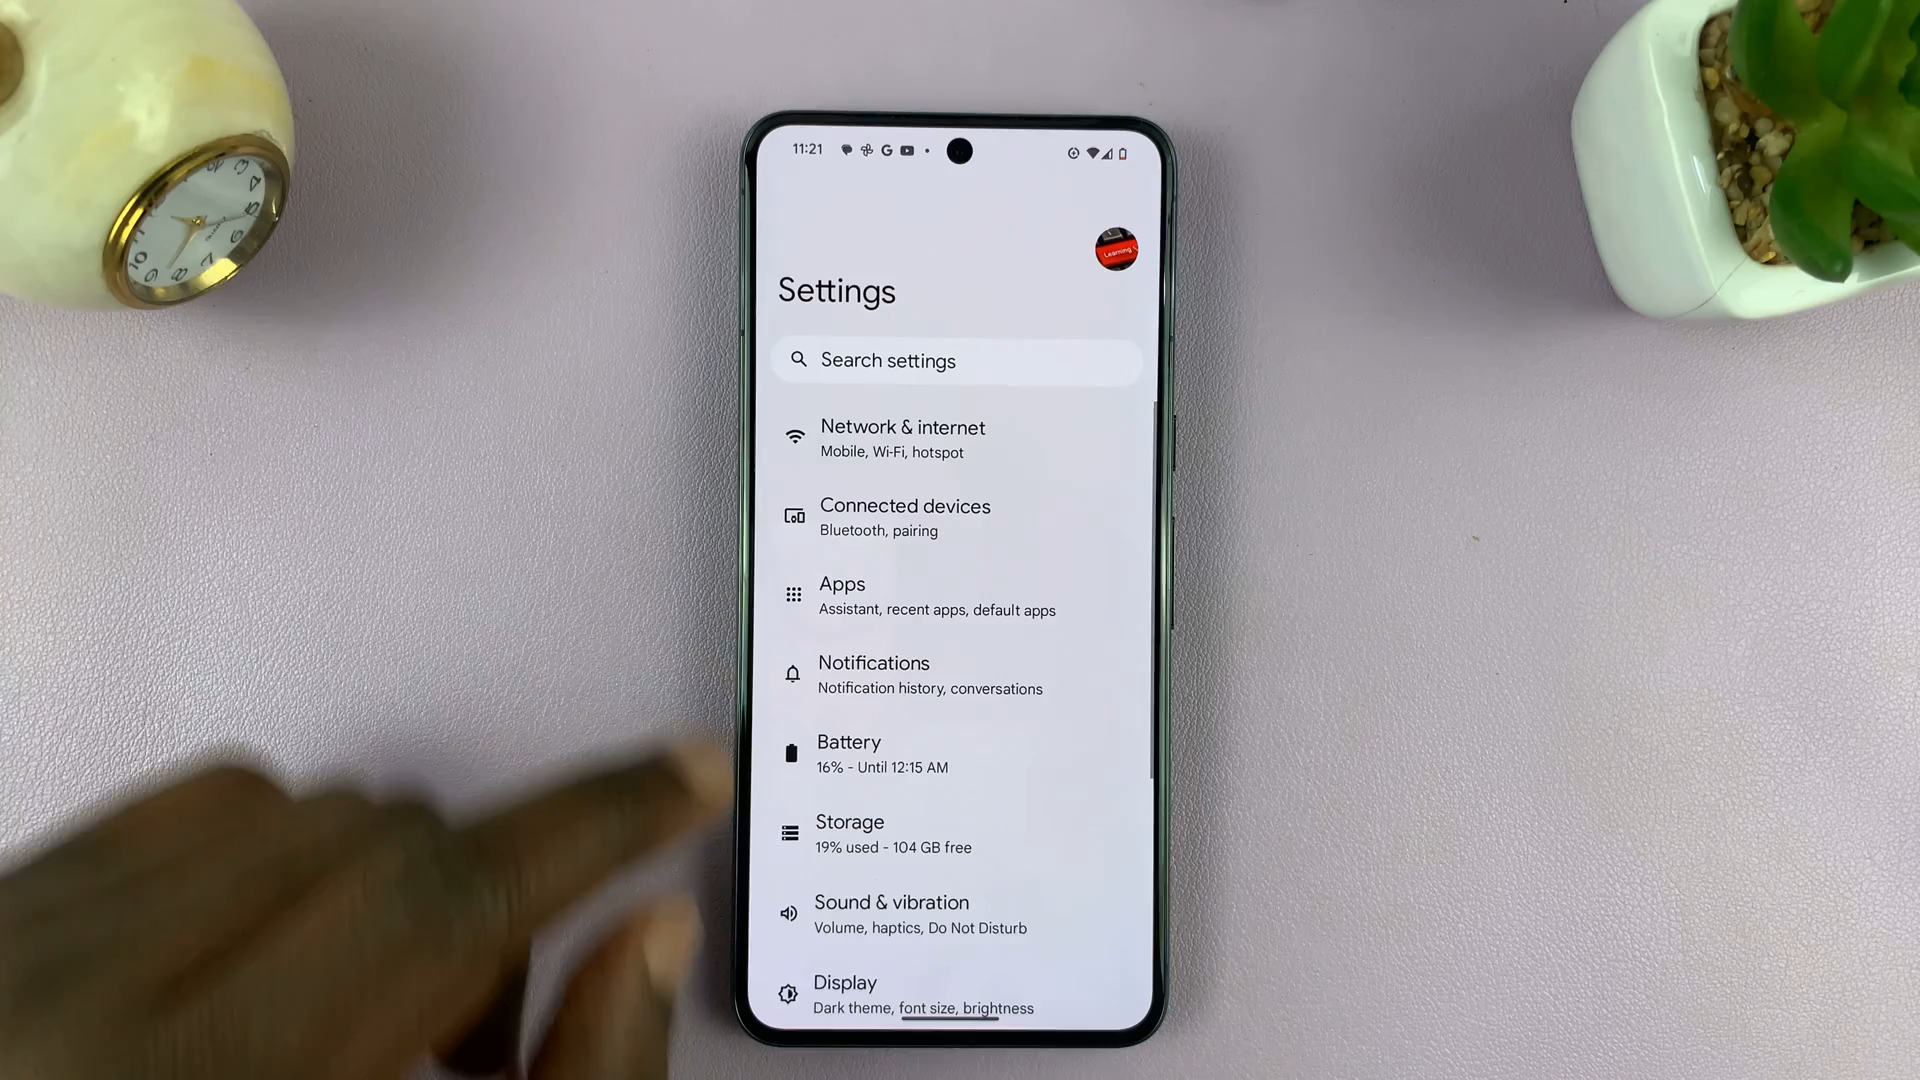 11:21
Learning
Settings
Search settings
Network & internet
Mobile, Wi-Fi, hotspot
Connected devices
Bluetooth, pairing
Apps
Assistant, recent apps, default apps
Notifications
Notification history, conversations
Battery
16% - Until 12:15 AM
Storage
19% used - 104 GB free
Sound & vibration
Volume, haptics, Do Not Disturb
Display
Dark theme, font size, brightness